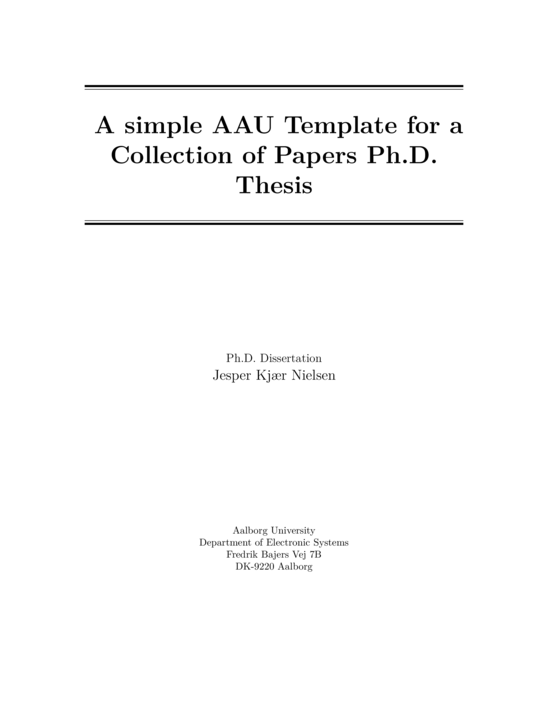 A simple AAU Template for a
Collection of Papers Ph.D.
Thesis
Ph.D. Dissertation
Jesper Kjær Nielsen
Aalborg University
Department of Electronic Systems
Fredrik Bajers Vej 7B
DK-9220 Aalborg